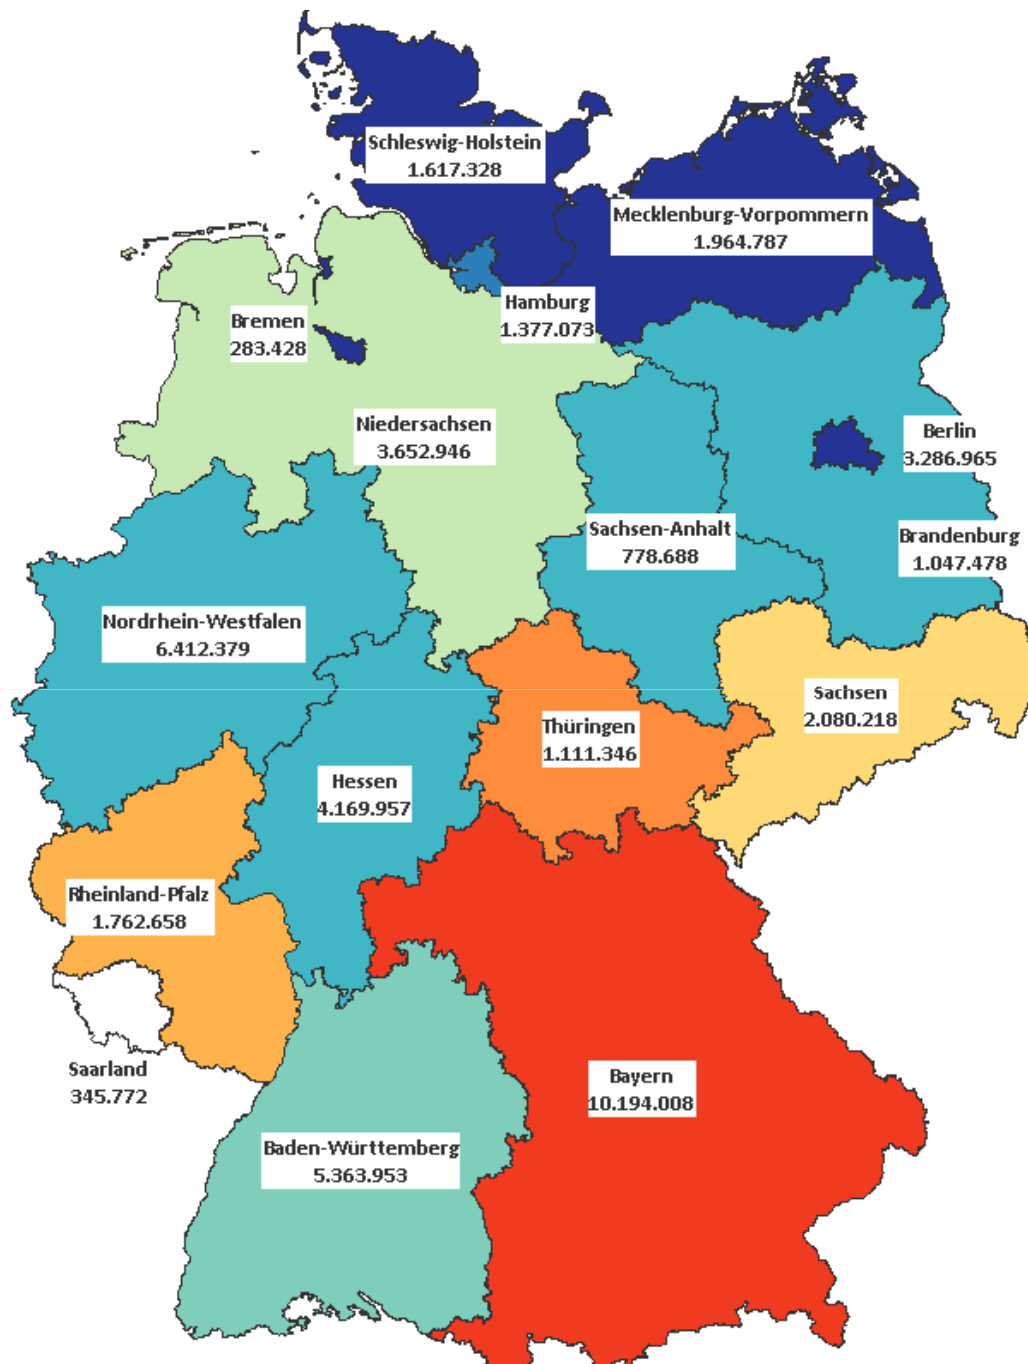 Schleswig-Holstein
1.617.328
Mecklenburg-Vorpommern
1.964.787
Hamburg
1.377.073
Bremen
283.428
Niedersachsen
3.652.946
Berlin
3.286.965
Sachsen-Anhalt
778.688
Brandenburg
1.047.478
Nordrhein-Westfalen
6.412.379
Sachsen
2.080.218
Thüringen
1.111.346
Hessen
4.169.957
Rheinland-Pfalz
1.762.658
Saarland
345.772
Bayern
10.194.008
Baden-Württemberg
5.363.953